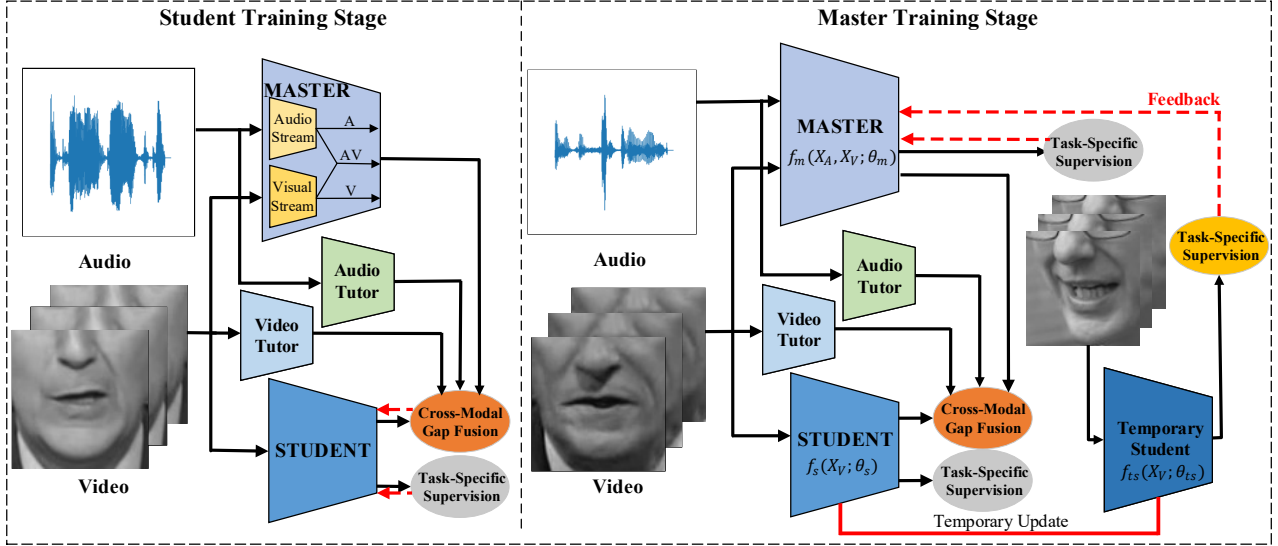 Student Training Stage
MASTER
Audio
Stream
Visual
Stream
A
AV
V
Audio
Audio
Tutor
Video
Tutor
STUDENT
Cross-Modal
Gap Fusion
Task-Specific
Supervision
Video
Master Training Stage
MASTER
f_m(X_A, X_V; θ_m)
Feedback
Task-Specific
Supervision
Task-Specific
Supervision
Audio
Audio
Tutor
Video
Tutor
STUDENT
f_s(X_V; θ_s)
Cross-Modal
Gap Fusion
Task-Specific
Supervision
Temporary
Student
f_ts(X_V; θ_ts)
Video
Temporary Update